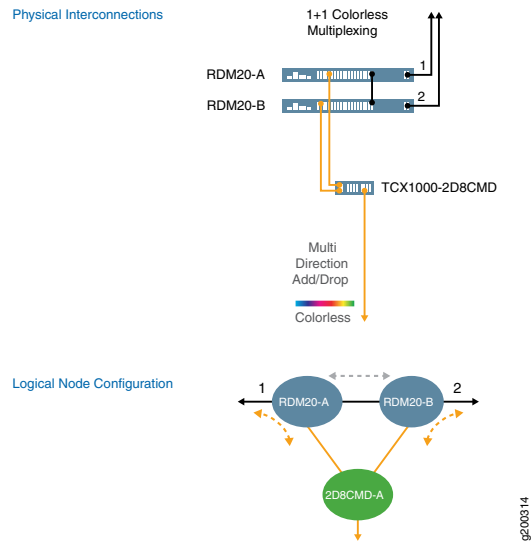 Physical Interconnections
1+1 Colorless
Multiplexing
RDM20-A
1
RDM20-B
2
TCX1000-2D8CMD
Multi
Direction
Add/Drop
Colorless
Logical Node Configuration
1
2
RDM20-A
RDM20-B
2D8CMD-A
g200314